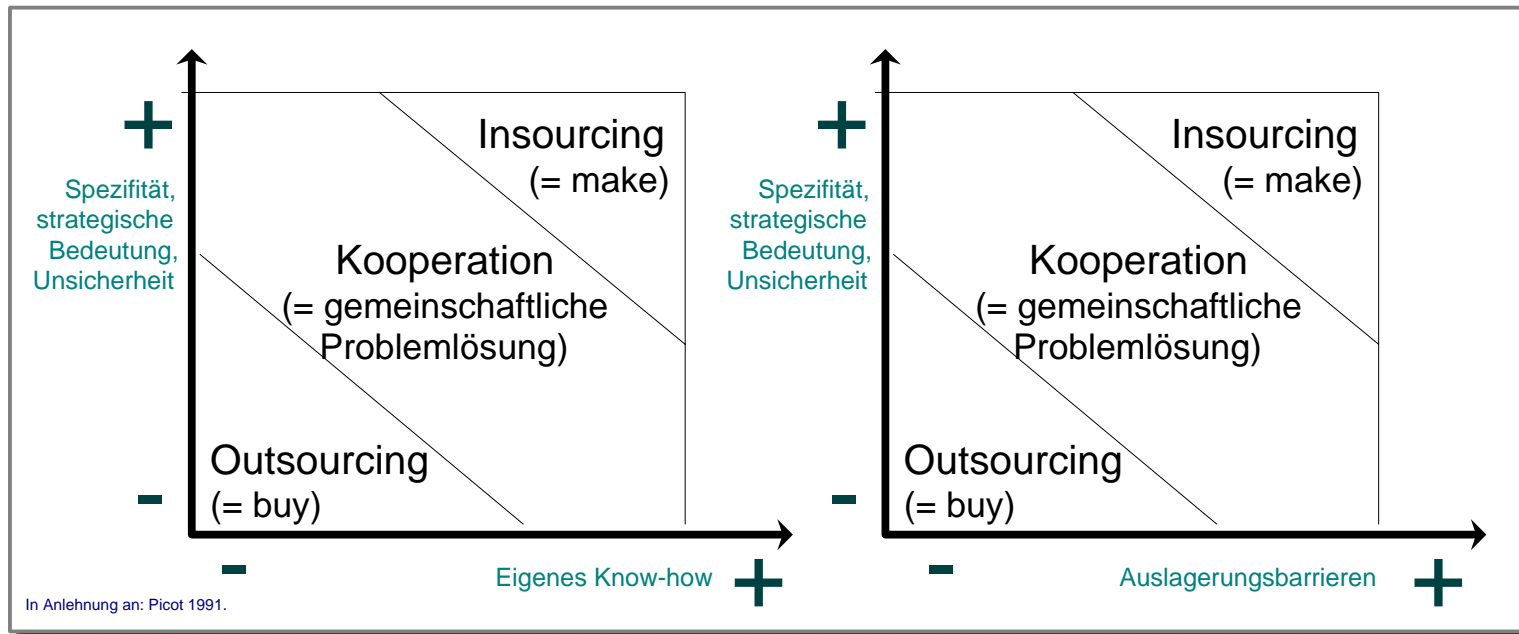 +
Spezifität,
strategische
Bedeutung,
Unsicherheit
-
Insourcing
(= make)
Kooperation
(= gemeinschaftliche
Problemlösung)
Outsourcing
(= buy)
-
Eigenes Know-how
+
+
Spezifität,
strategische
Bedeutung,
Unsicherheit
-
Insourcing
(= make)
Kooperation
(= gemeinschaftliche
Problemlösung)
Outsourcing
(= buy)
-
Auslagerungsbarrieren
+
In Anlehnung an: Picot 1991.